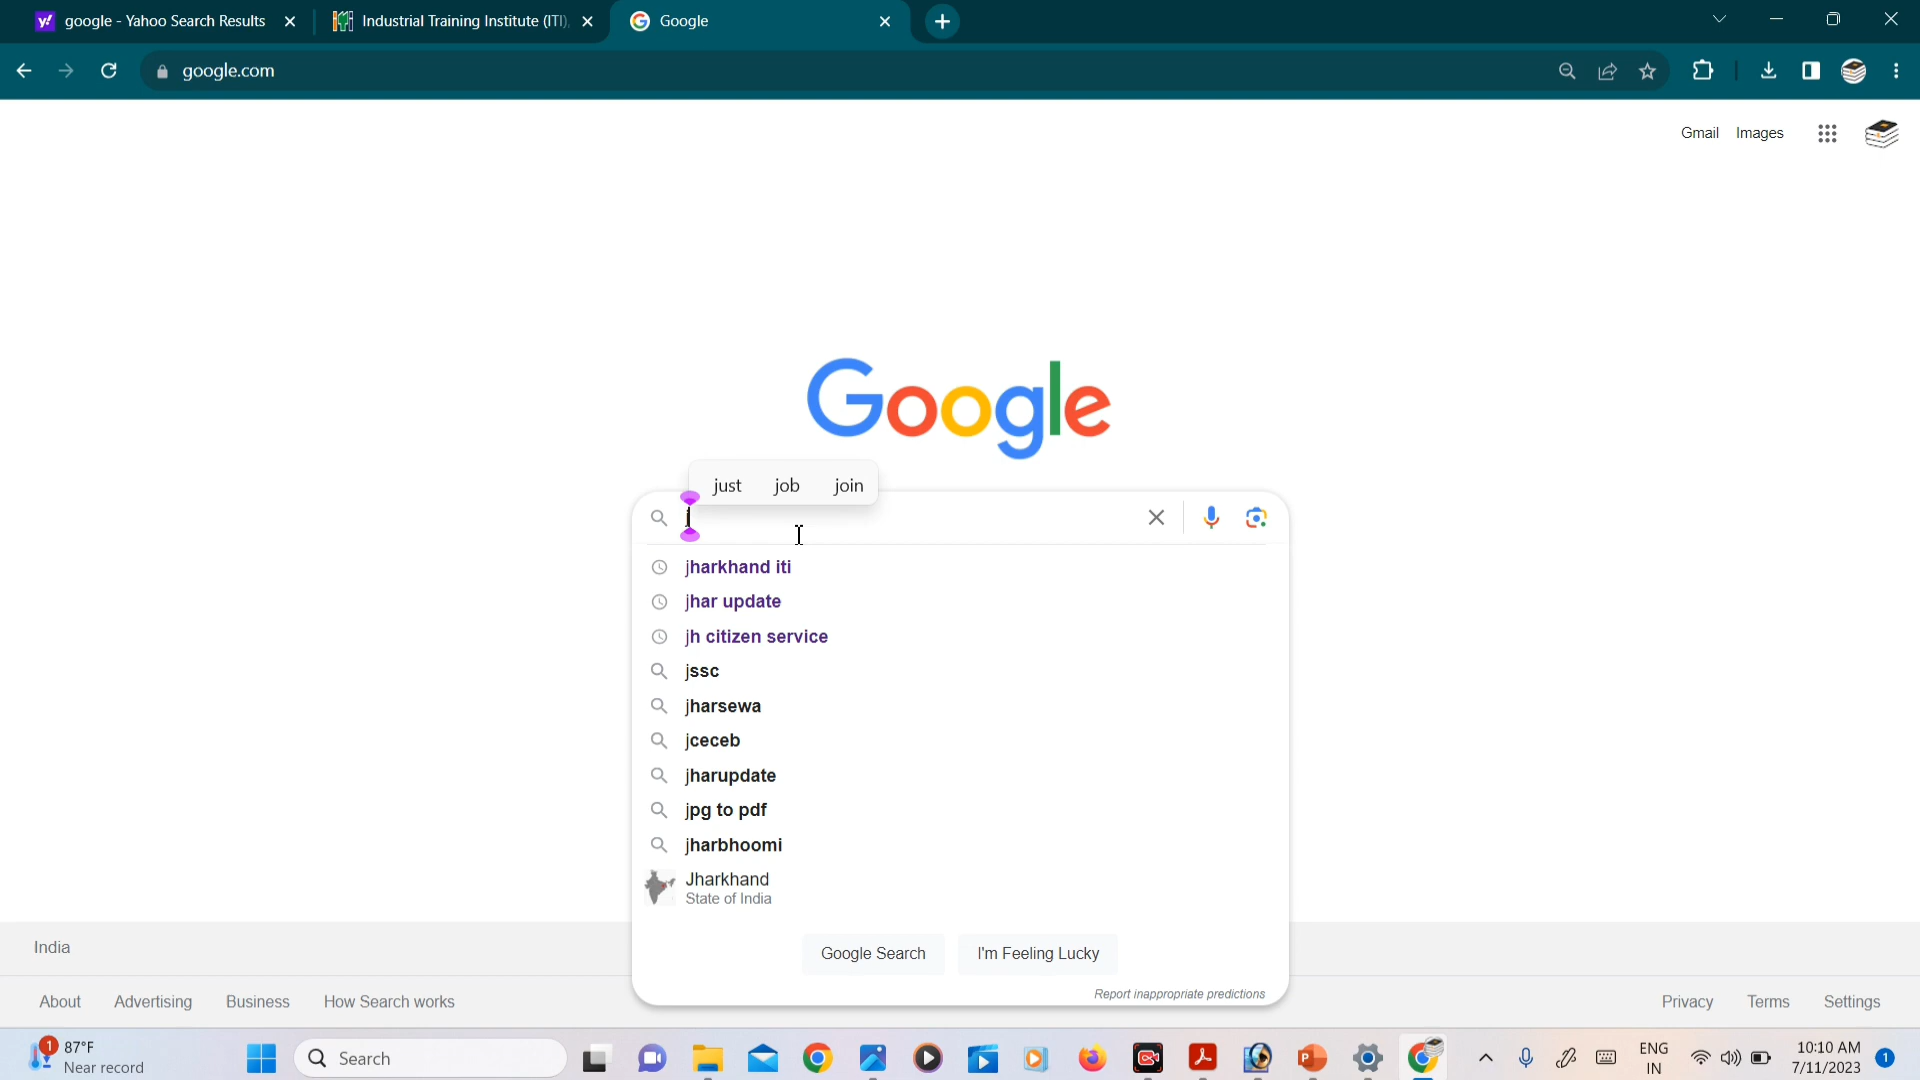 google - Yahoo Search Results
Industrial Training Institute (ITI),
Google
google.com
Gmail Images
Google
just job join
j
jharkhand iti
jhar update
jh citizen service
jssc
jharsewa
jceceb
jharupdate
jpg to pdf
jharbhoomi
Jharkhand
State of India
Google Search I'm Feeling Lucky
Report inappropriate predictions
India
About Advertising Business How Search works
Privacy Terms Settings
1 87°F
Near record
Search
ENG
IN
10:10 AM
7/11/2023
1